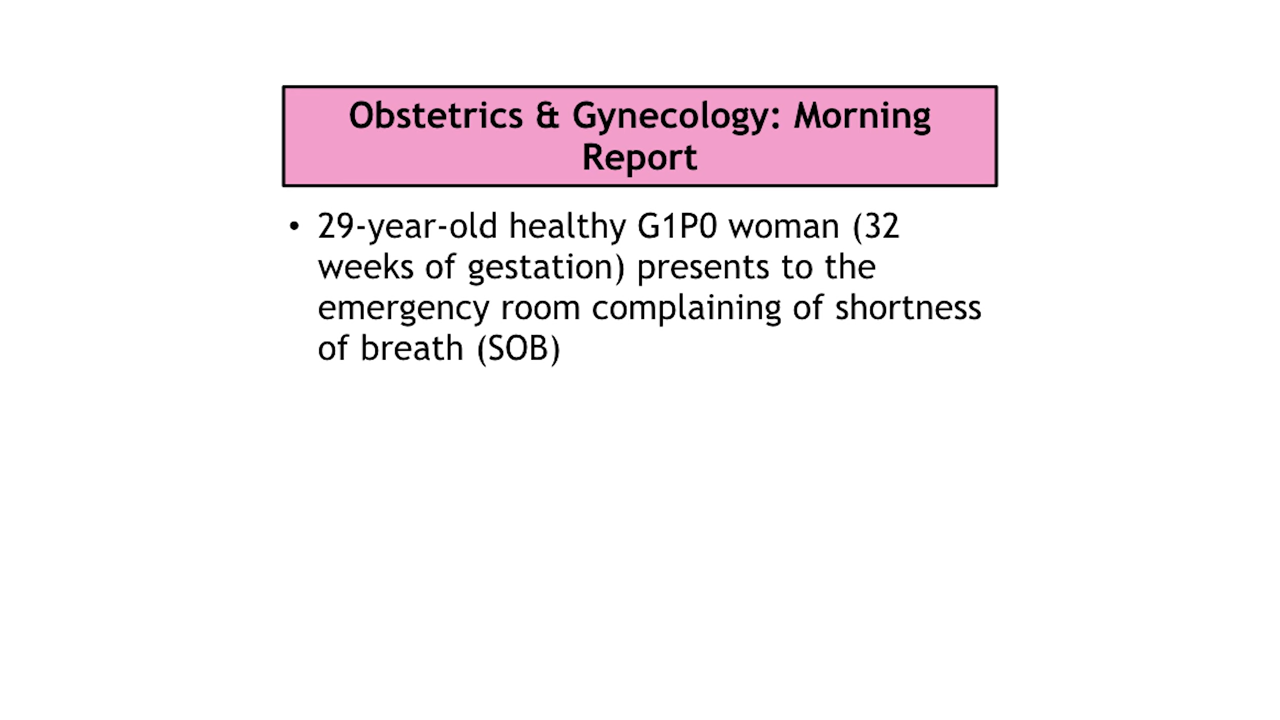 Obstetrics & Gynecology: Morning
Report
• 29-year-old healthy G1P0 woman (32
weeks of gestation) presents to the
emergency room complaining of shortness
of breath (SOB)